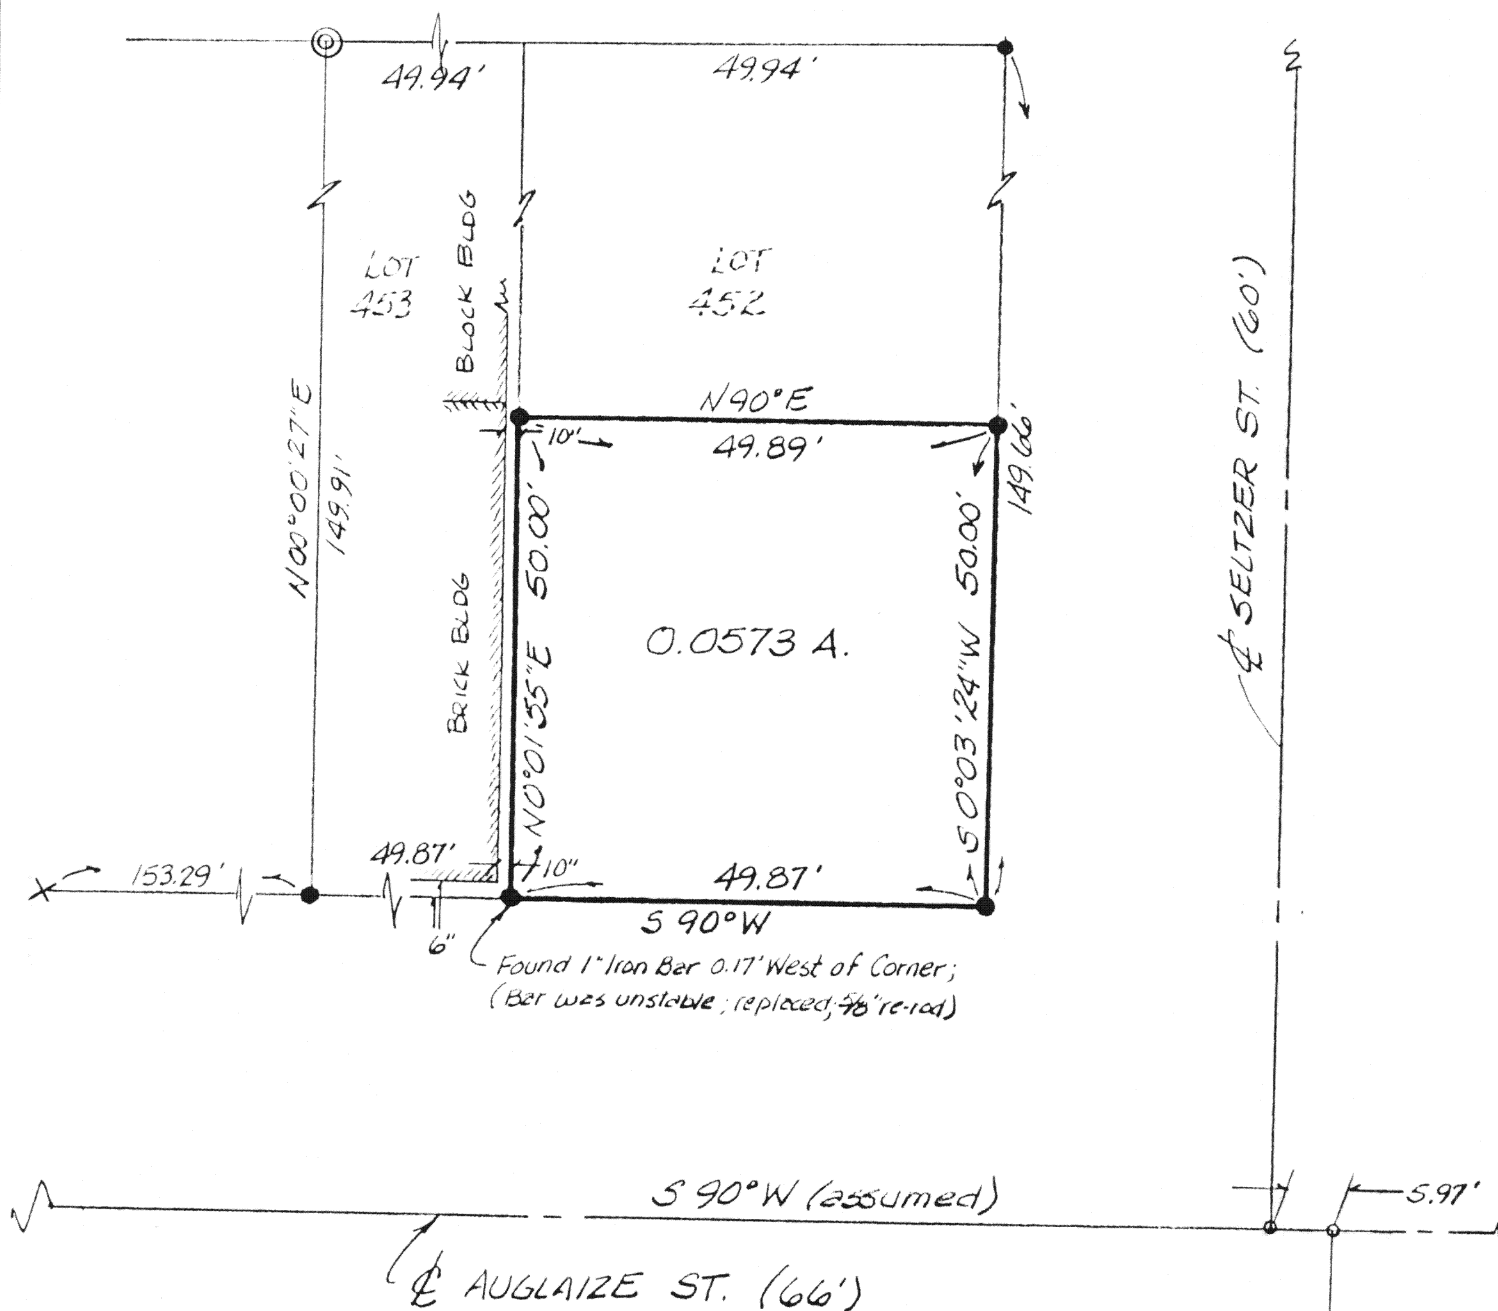 49.94'
49.94'
LOT
453
BLOCK BLDG
LOT
452
℄ SELTZER ST. (60')
N 90° E
49.89'
10"
149.66'
N00°00'27"E
149.91'
BRICK BLDG
N0°01'55"E 50.00'
0.0573 A.
S 0°03'24"W 50.00'
153.29'
49.87'
10"
49.87'
S 90° W
6"
Found 1" Iron Bar 0.17' West of Corner;
(Bar was unstable; replaced; 5/8" re-rod)
S 90° W (assumed)
5.97'
℄ AUGLAIZE ST. (66')